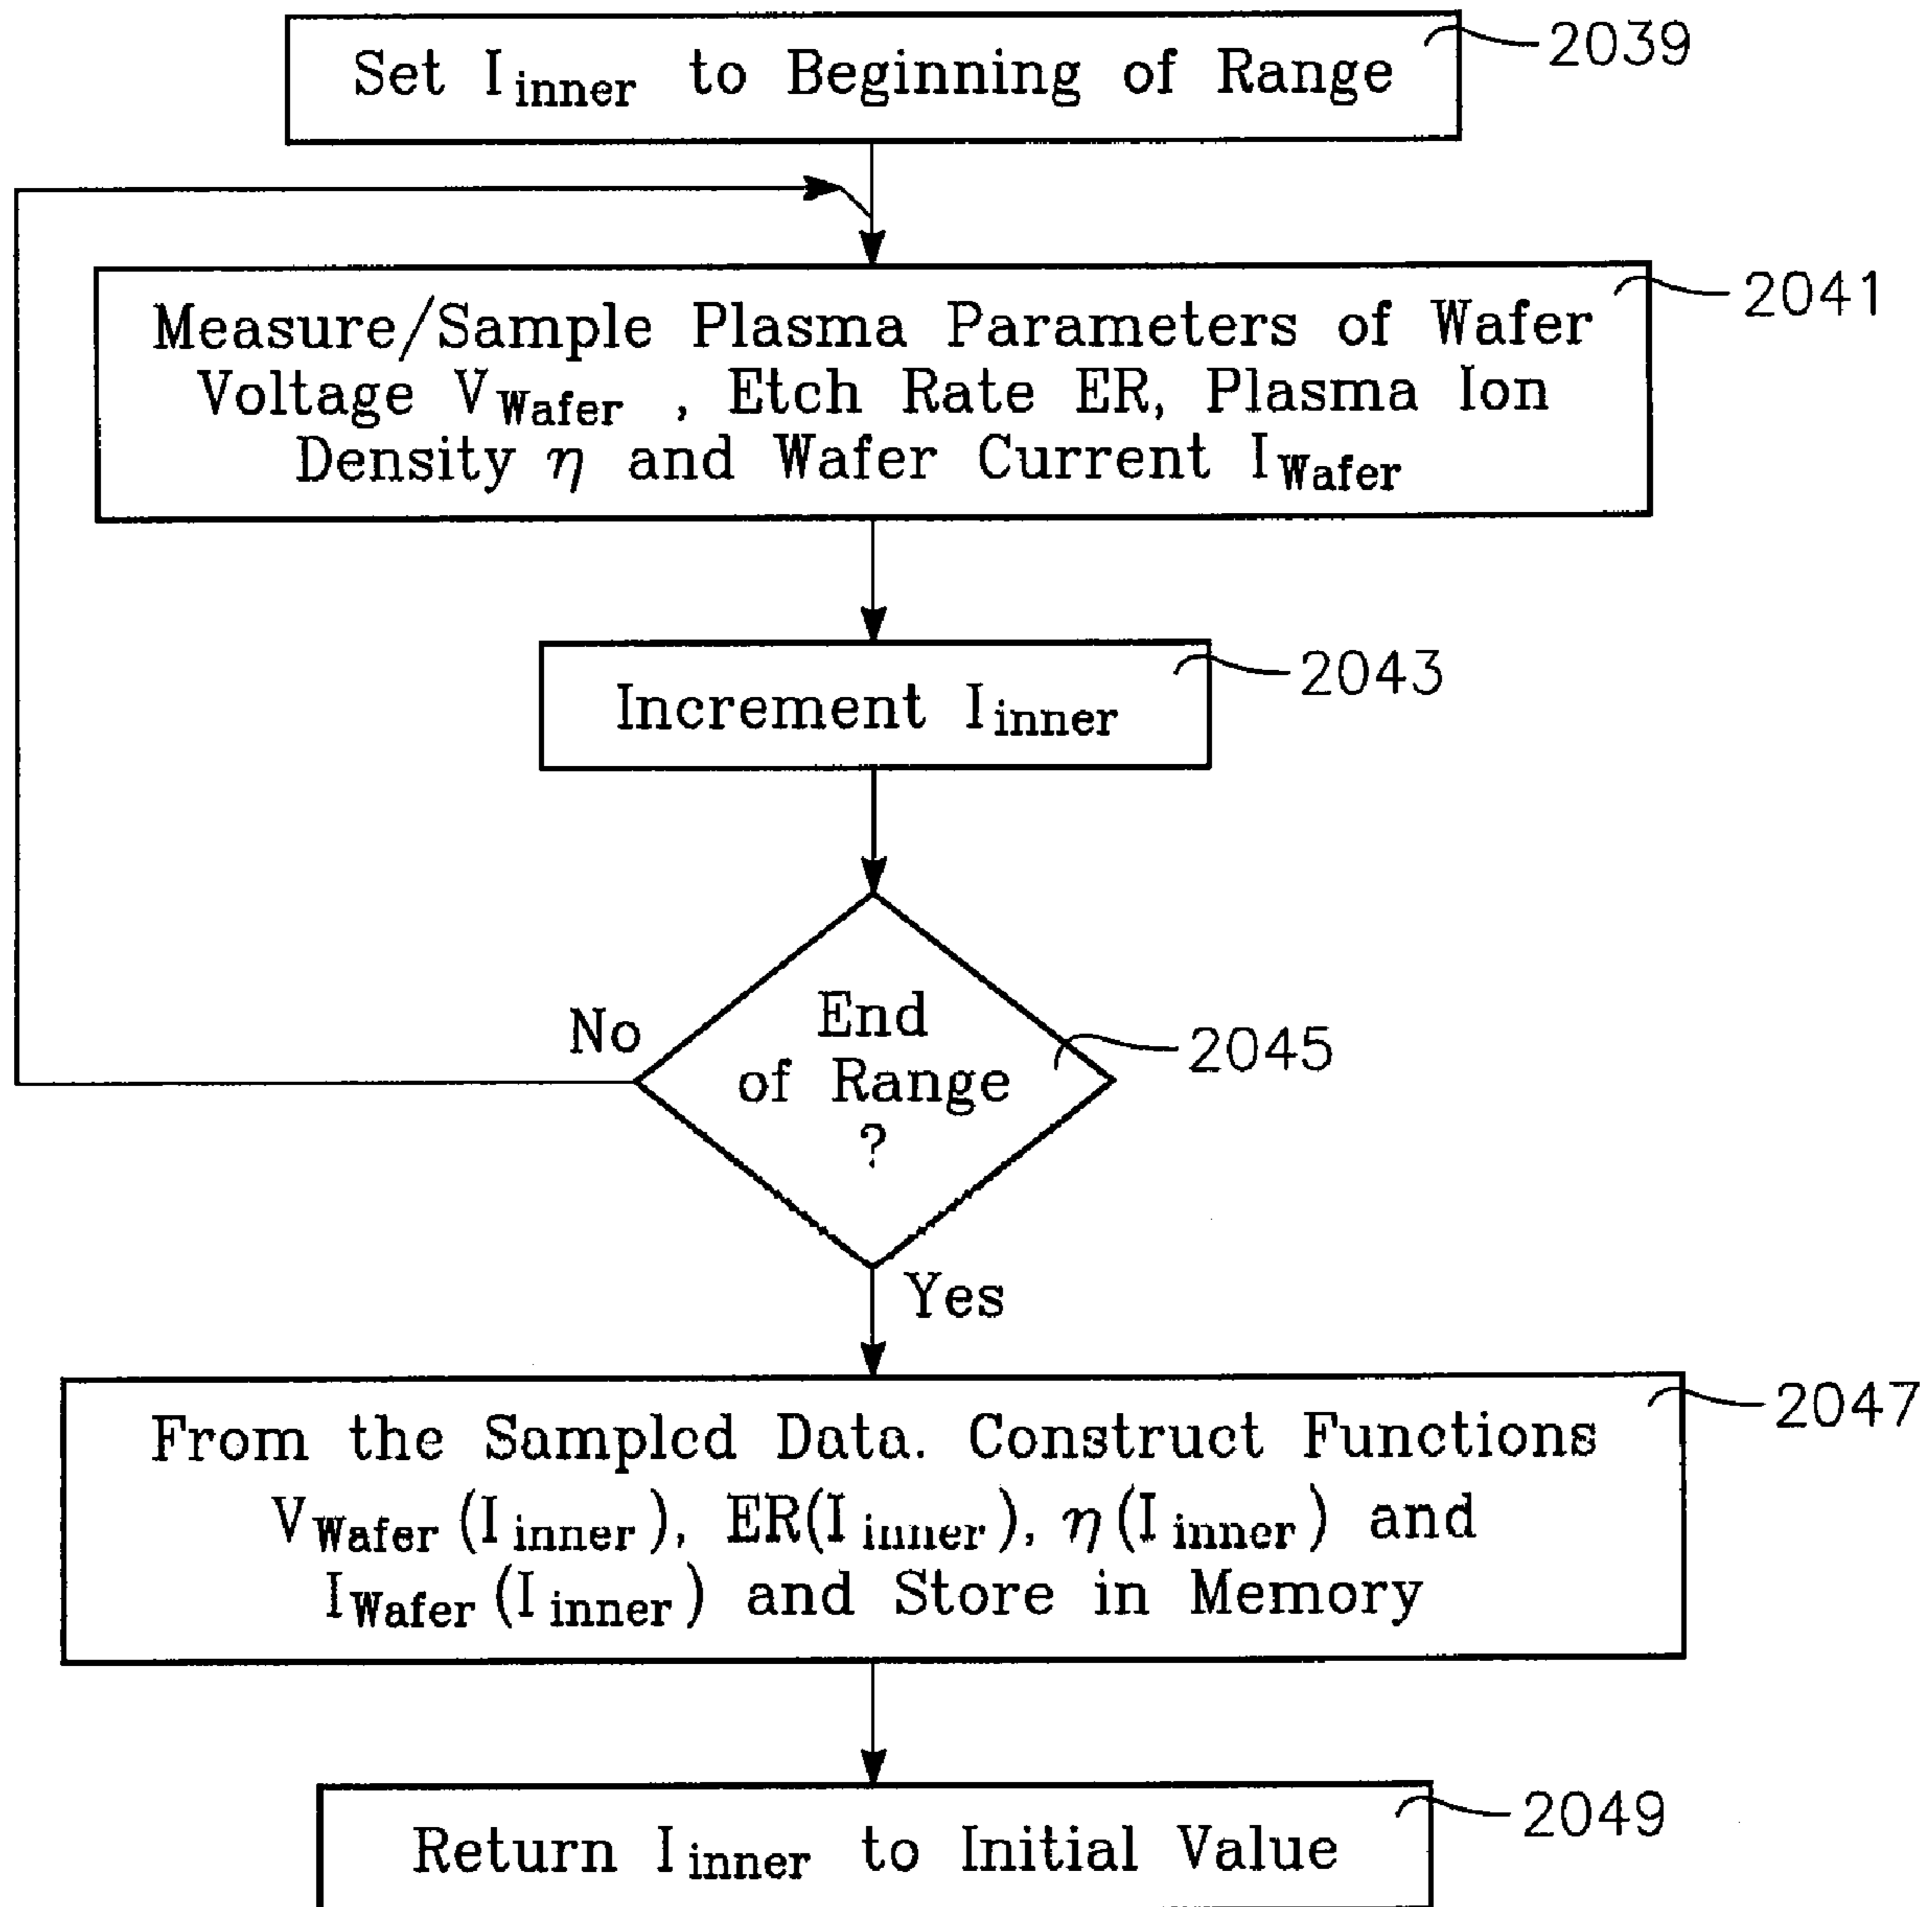 Set I inner to Beginning of Range
2039
Measure/Sample Plasma Parameters of Wafer
Voltage V Wafer , Etch Rate ER, Plasma Ion
Density η and Wafer Current I Wafer
2041
Increment I inner
2043
End
of Range
?
2045
No
Yes
From the Sampled Data. Construct Functions
V Wafer (I inner), ER(I inner), η(I inner) and
I Wafer (I inner) and Store in Memory
2047
Return I inner to Initial Value
2049